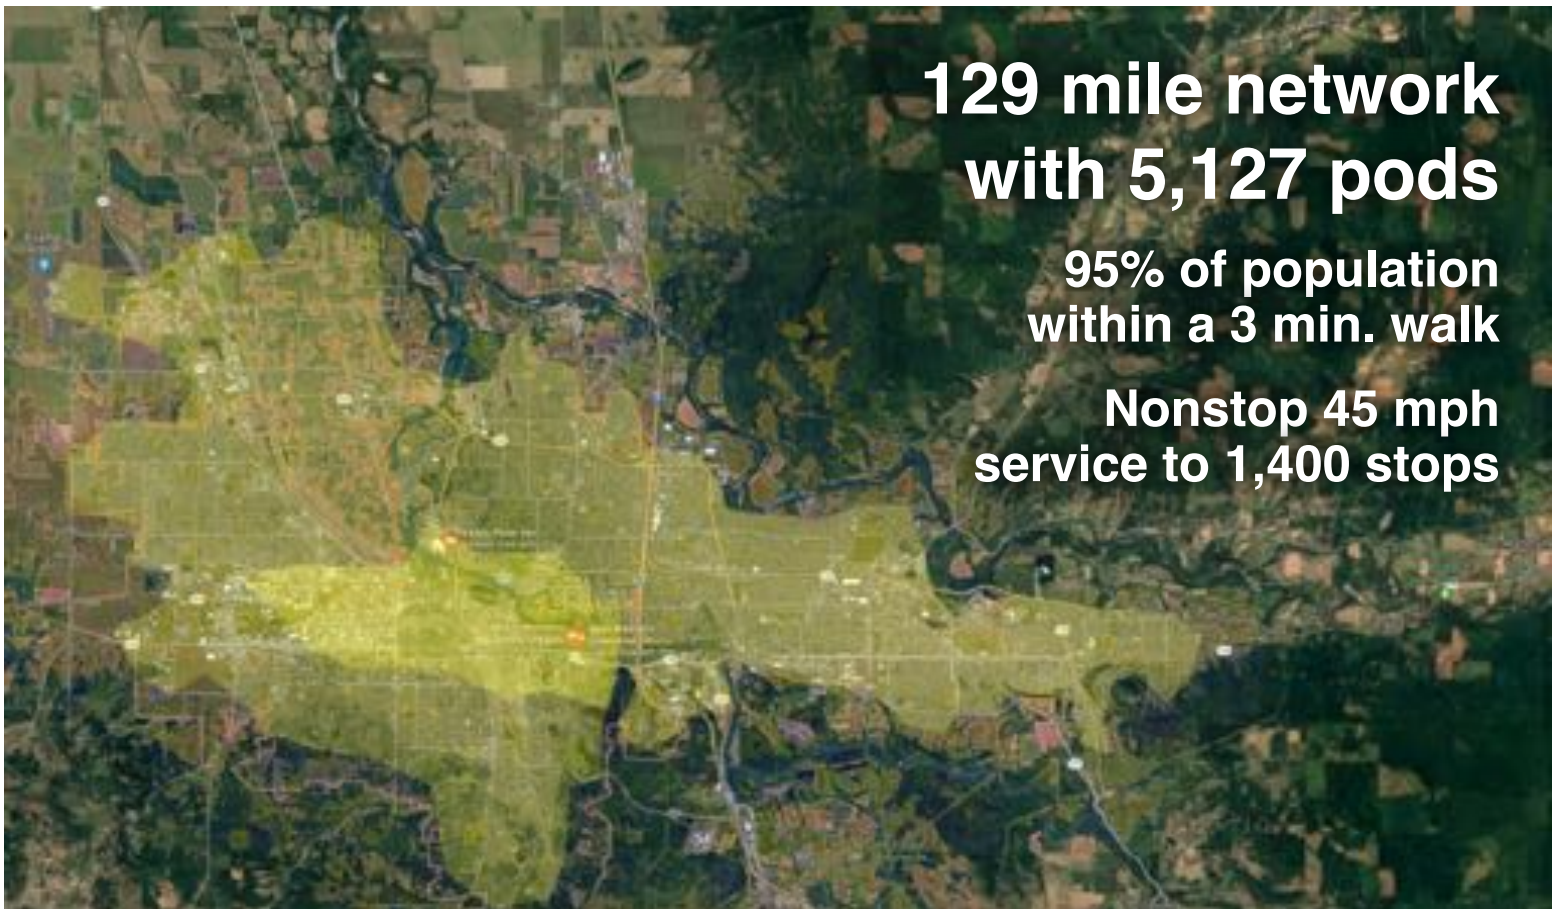 129 mile network
with 5,127 pods
95% of population
within a 3 min. walk
Nonstop 45 mph
service to 1,400 stops